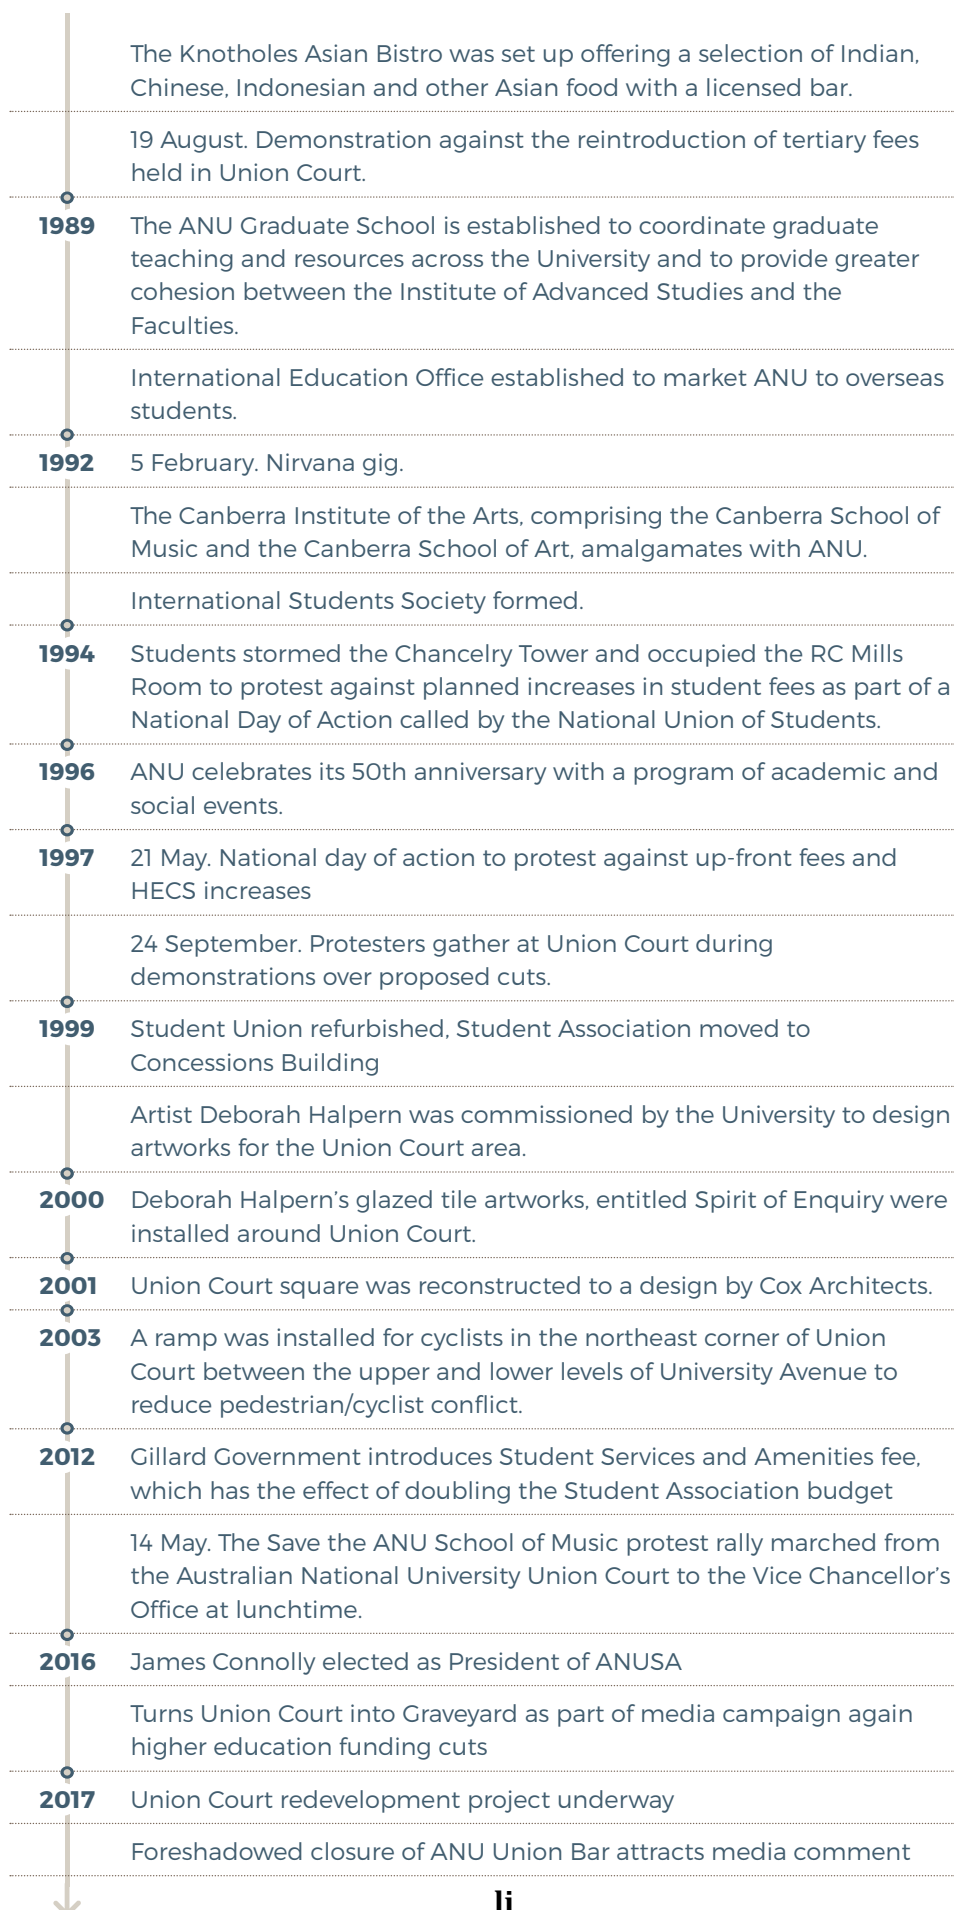 The Knotholes Asian Bistro was set up offering a selection of Indian,
Chinese, Indonesian and other Asian food with a licensed bar.
19 August. Demonstration against the reintroduction of tertiary fees
held in Union Court.
1989 The ANU Graduate School is established to coordinate graduate
teaching and resources across the University and to provide greater
cohesion between the Institute of Advanced Studies and the
Faculties.
International Education Office established to market ANU to overseas
students.
1992 5 February. Nirvana gig.
The Canberra Institute of the Arts, comprising the Canberra School of
Music and the Canberra School of Art, amalgamates with ANU.
International Students Society formed.
1994 Students stormed the Chancelry Tower and occupied the RC Mills
Room to protest against planned increases in student fees as part of a
National Day of Action called by the National Union of Students.
1996 ANU celebrates its 50th anniversary with a program of academic and
social events.
1997 21 May. National day of action to protest against up-front fees and
HECS increases
24 September. Protesters gather at Union Court during
demonstrations over proposed cuts.
1999 Student Union refurbished, Student Association moved to
Concessions Building
Artist Deborah Halpern was commissioned by the University to design
artworks for the Union Court area.
2000 Deborah Halpern’s glazed tile artworks, entitled Spirit of Enquiry were
installed around Union Court.
2001 Union Court square was reconstructed to a design by Cox Architects.
2003 A ramp was installed for cyclists in the northeast corner of Union
Court between the upper and lower levels of University Avenue to
reduce pedestrian/cyclist conflict.
2012 Gillard Government introduces Student Services and Amenities fee,
which has the effect of doubling the Student Association budget
14 May. The Save the ANU School of Music protest rally marched from
the Australian National University Union Court to the Vice Chancellor’s
Office at lunchtime.
2016 James Connolly elected as President of ANUSA
Turns Union Court into Graveyard as part of media campaign again
higher education funding cuts
2017 Union Court redevelopment project underway
Foreshadowed closure of ANU Union Bar attracts media comment
li